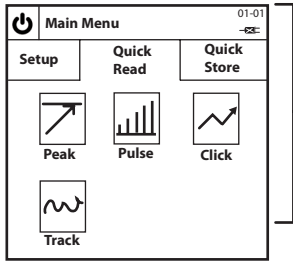 01-01
Main Menu
Setup
Quick
Read
Quick
Store
Peak
Pulse
Click
Track